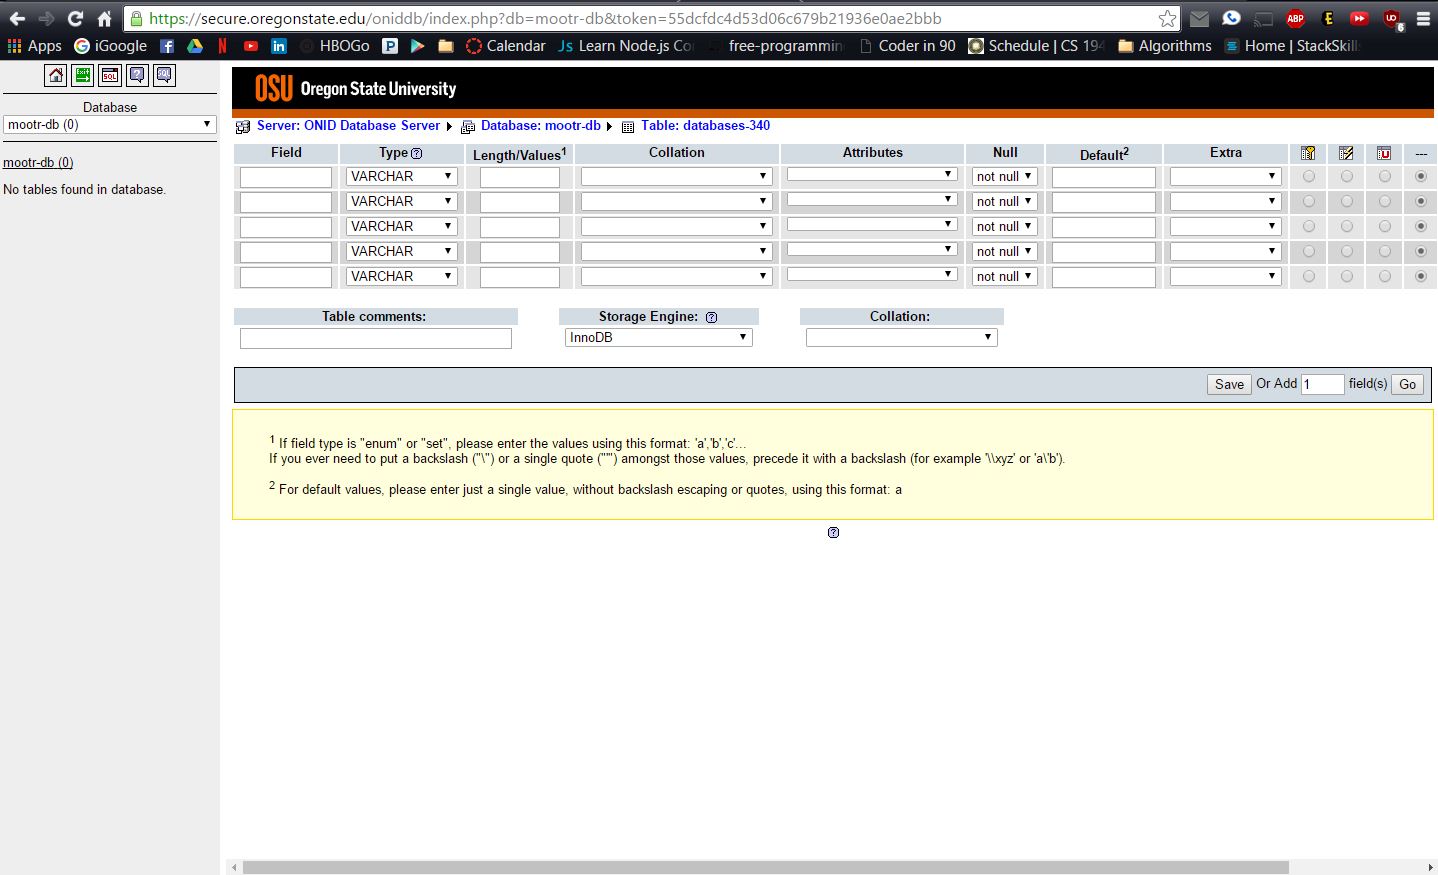 https://secure.oregonstate.edu/oniddb/index.php?db=mootr-db&token=55dcfdc4d53d06c679b21936e0ae2bbb
Apps iGoogle HBOGo Calendar Learn Node.js Co free-programmin Coder in 90 Schedule | CS 194 Algorithms Home | StackSkill
ABP 6
SQL SQL
Database
mootr-db (0)
mootr-db (0)
No tables found in database.
OSU Oregon State University
Server: ONID Database Server Database: mootr-db Table: databases-340
Field Type Length/Values1 Collation Attributes Null Default2 Extra ---
VARCHAR not null
VARCHAR not null
VARCHAR not null
VARCHAR not null
VARCHAR not null
Table comments: Storage Engine: Collation:
InnoDB
Save Or Add 1 field(s) Go
1 If field type is "enum" or "set", please enter the values using this format: 'a','b','c'...
If you ever need to put a backslash ("\") or a single quote ("'") amongst those values, precede it with a backslash (for example '\\xyz' or 'a\'b').
2 For default values, please enter just a single value, without backslash escaping or quotes, using this format: a